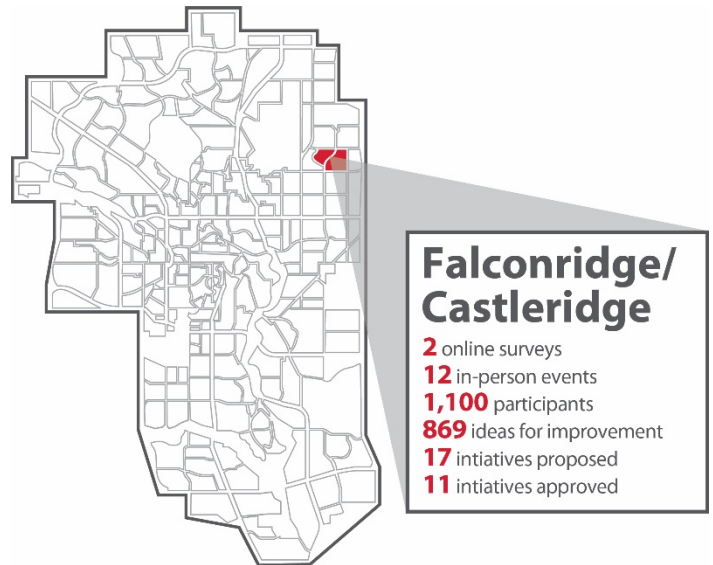 Falconridge/
Castleridge
2 online surveys
12 in-person events
1,100 participants
869 ideas for improvement
17 intiatives proposed
11 intiatives approved